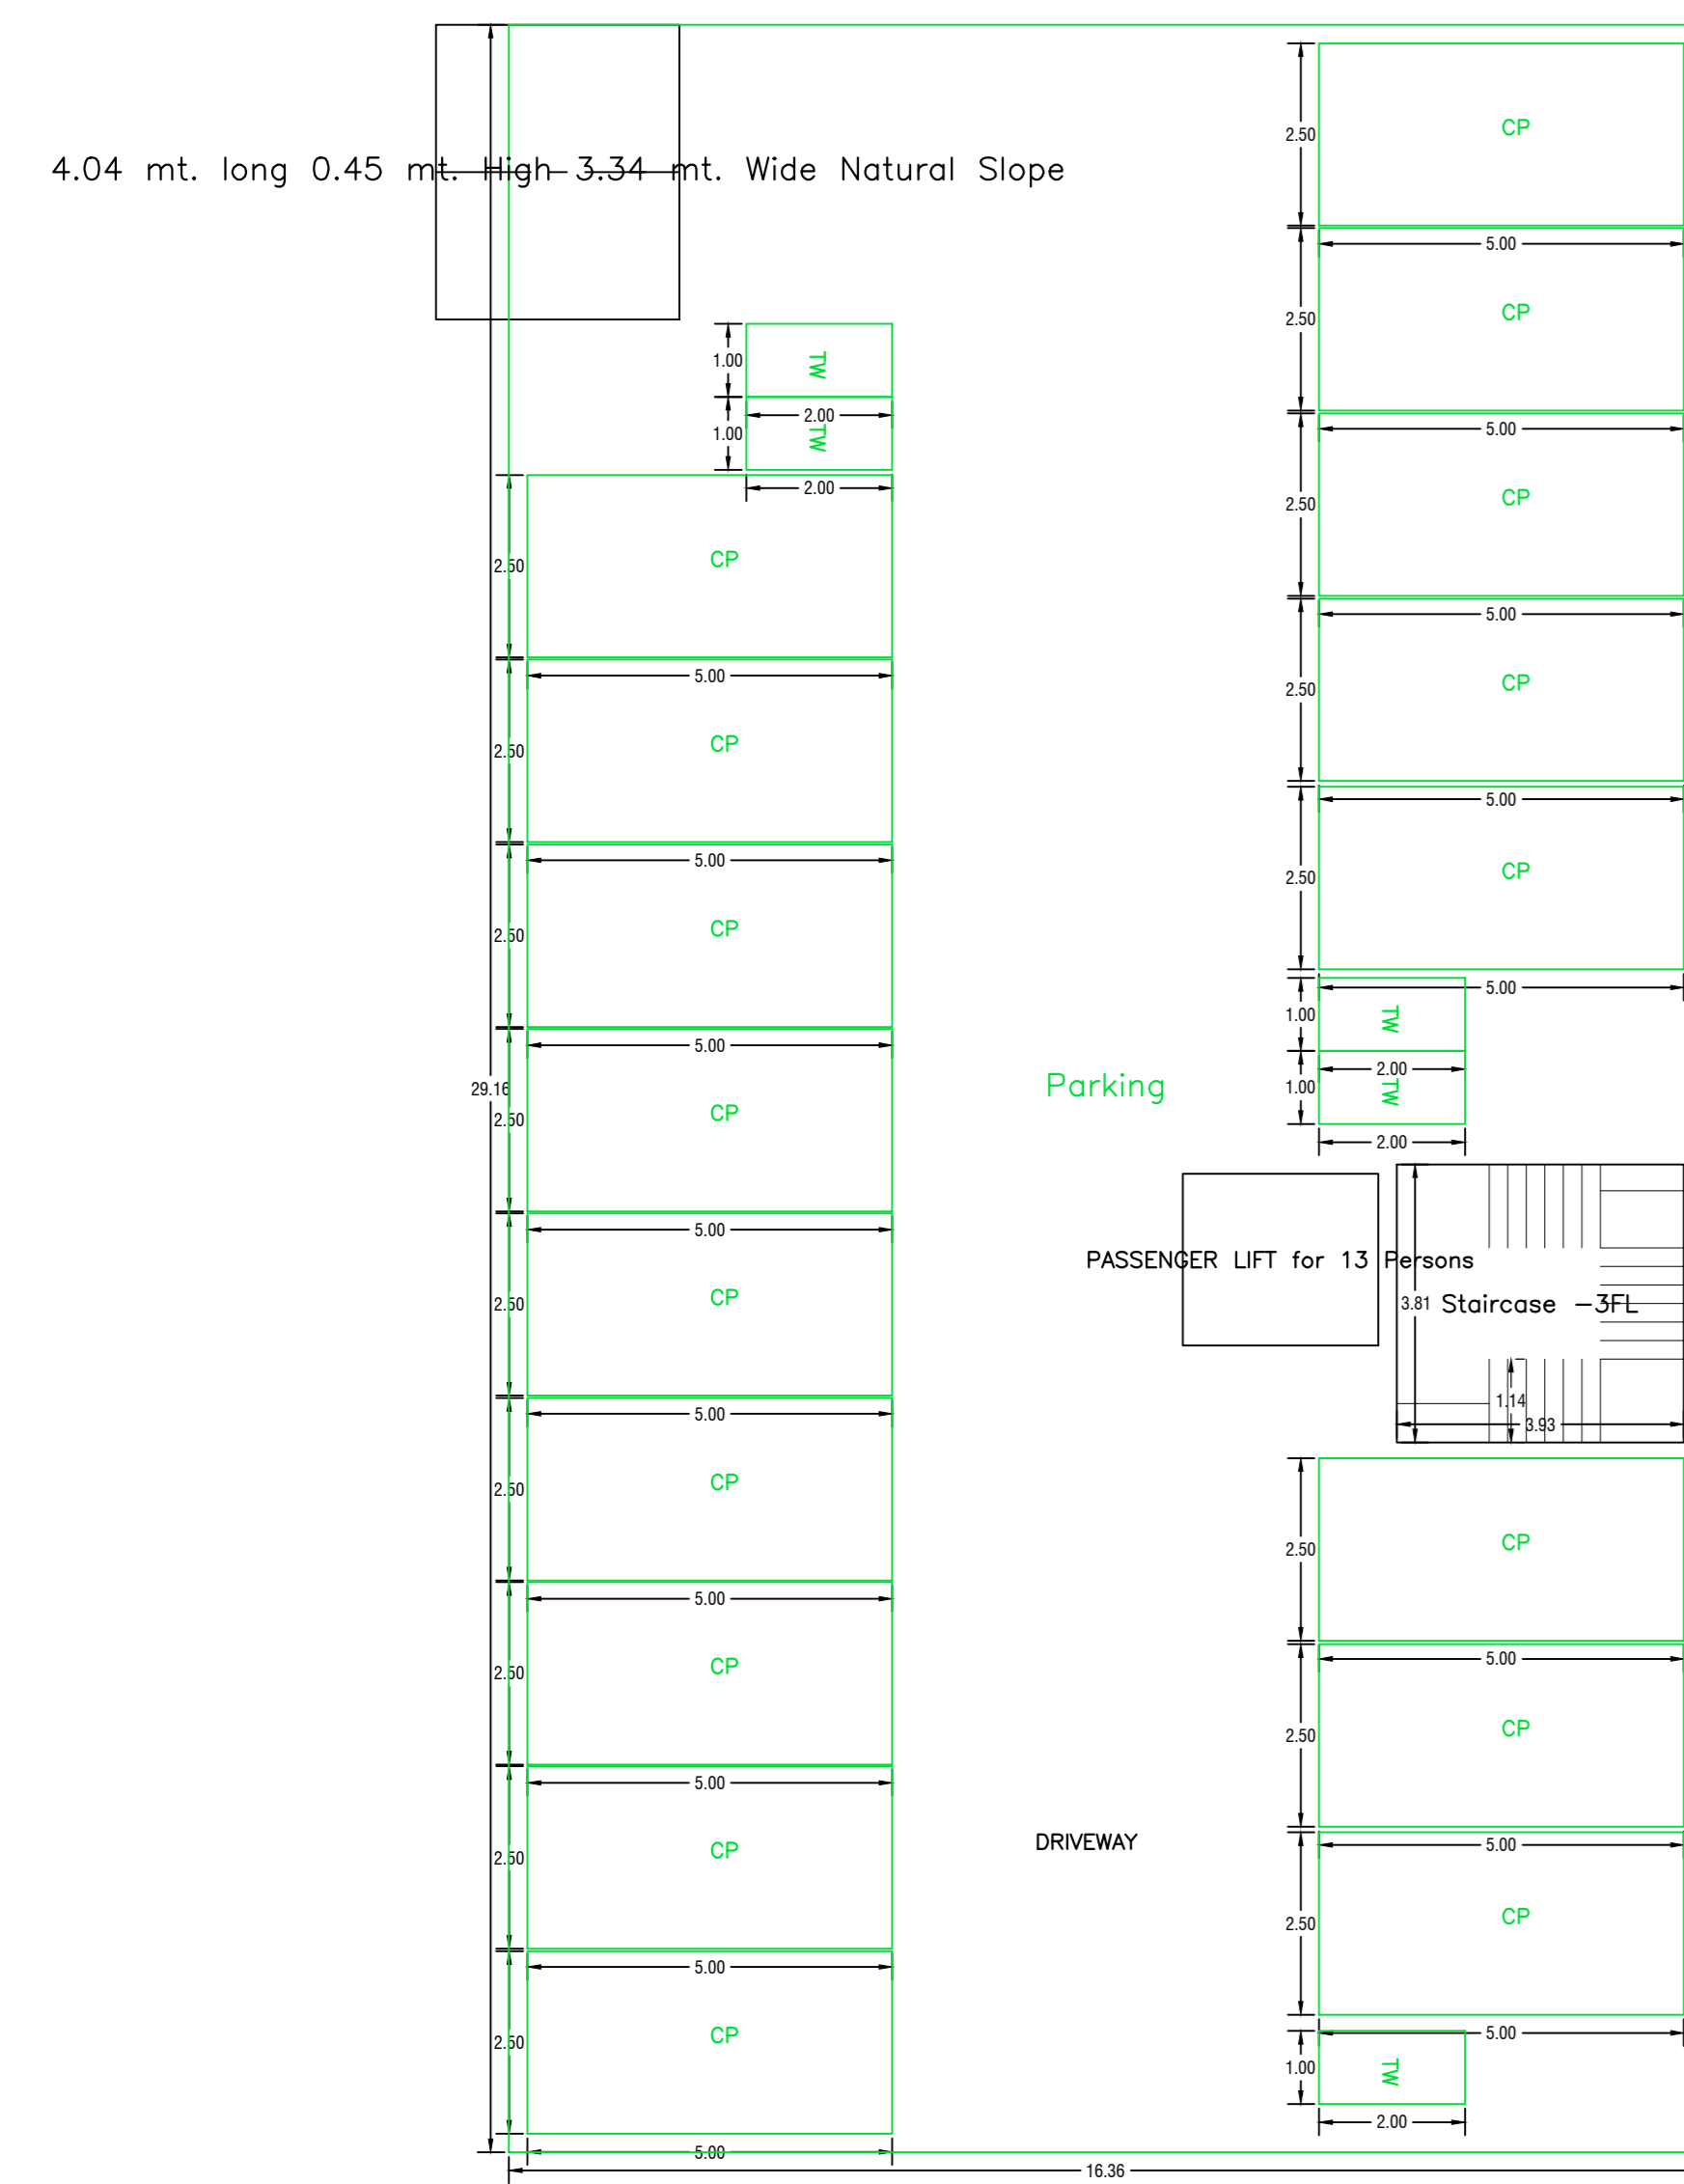 2.50
CP
4.04 mt. long 0.45 mt. High 3.34 mt. Wide Natural Slope
5.00
2.50
CP
1.00
TW
2.00
1.00
TW
5.00
2.50
CP
2.00
2.50
CP
5.00
5.00
2.50
CP
2.50
CP
5.00
5.00
2.50
CP
2.50
CP
5.00
1.00
TW
5.00
29.16
2.50
CP
Parking
2.00
1.00
TW
2.00
5.00
PASSENGER LIFT for 13 Persons
2.50
CP
3.81
Staircase -3FL
1.14
3.93
5.00
2.50
CP
2.50
CP
5.00
5.00
2.50
CP
2.50
CP
5.00
DRIVEWAY
5.00
2.50
CP
2.50
CP
5.00
5.00
2.50
CP
1.00
TW
2.00
5.00
16.36